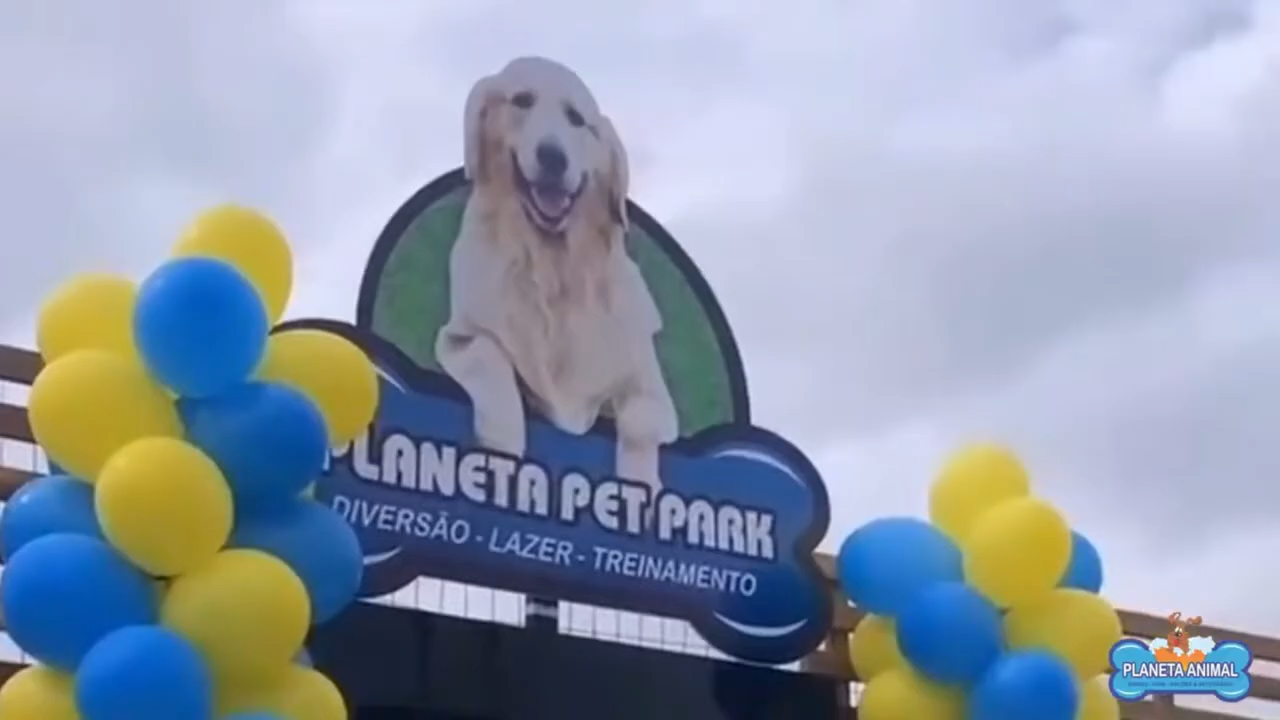 PLANETA PET PARK
DIVERSÃO - LAZER - TREINAMENTO
PLANETA ANIMAL